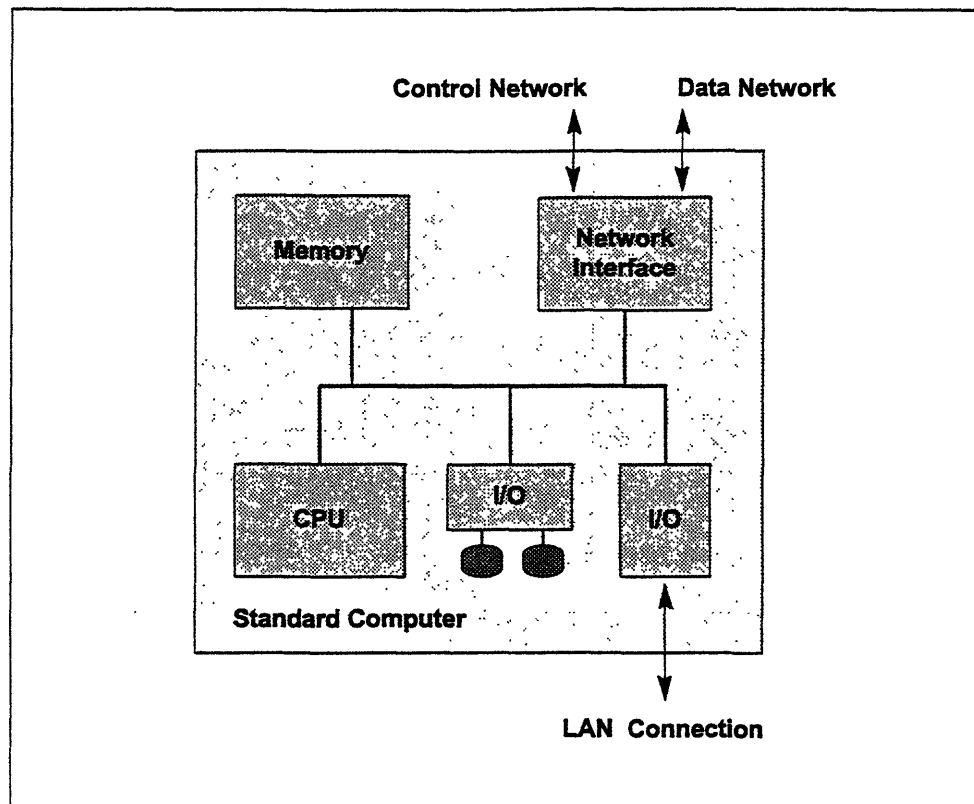 Control Network
Data Network
Memory
Network
Interface
CPU
I/O
I/O
Standard Computer
LAN Connection